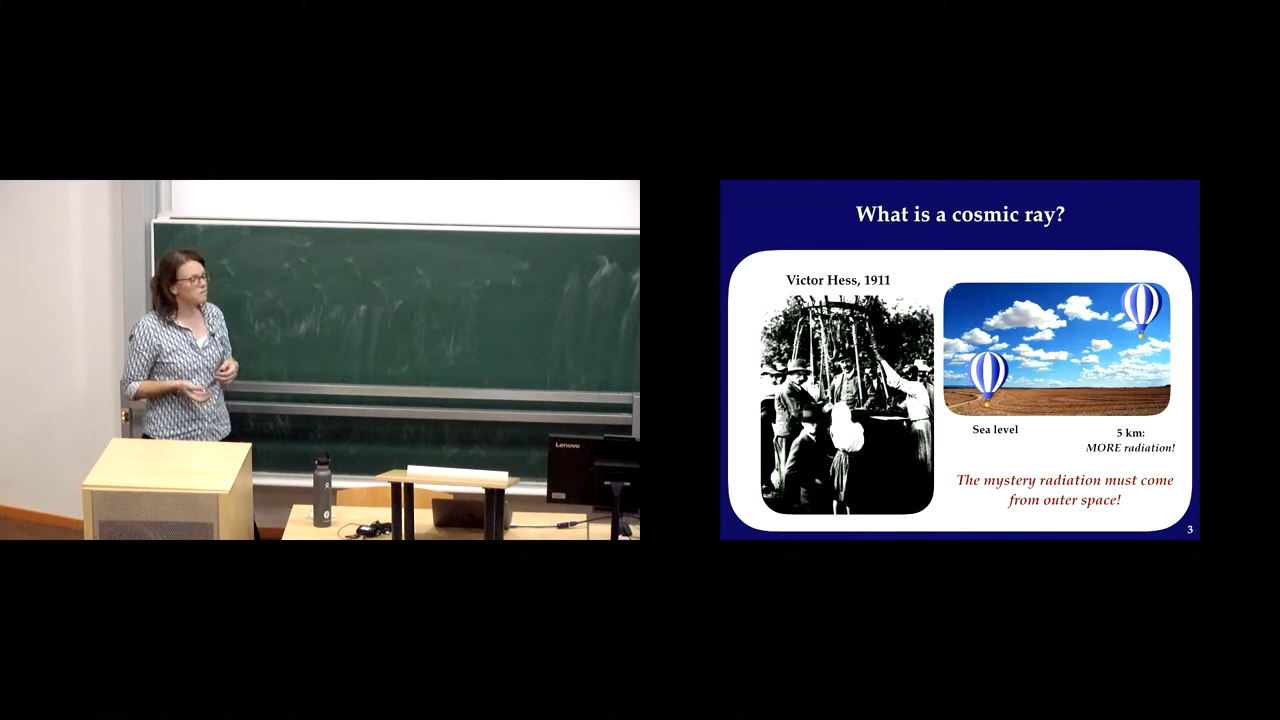 Lenovo
What is a cosmic ray?
Victor Hess, 1911
Sea level
5 km:
MORE radiation!
The mystery radiation must come
from outer space!
3